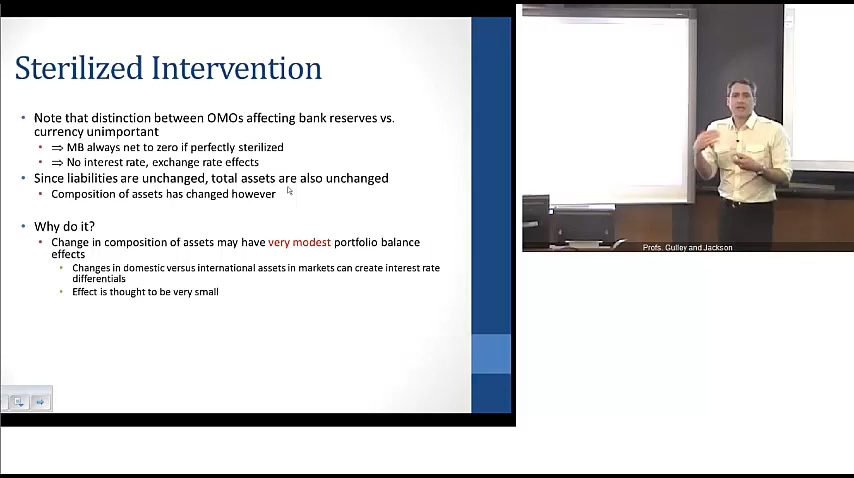 Sterilized Intervention
Note that distinction between OMOs affecting bank reserves vs.
currency unimportant
⇒ MB always net to zero if perfectly sterilized
⇒ No interest rate, exchange rate effects
Since liabilities are unchanged, total assets are also unchanged
Composition of assets has changed however
Why do it?
Change in composition of assets may have very modest portfolio balance
effects
Changes in domestic versus international assets in markets can create interest rate
differentials
Effect is thought to be very small
Profs. Gulley and Jackson